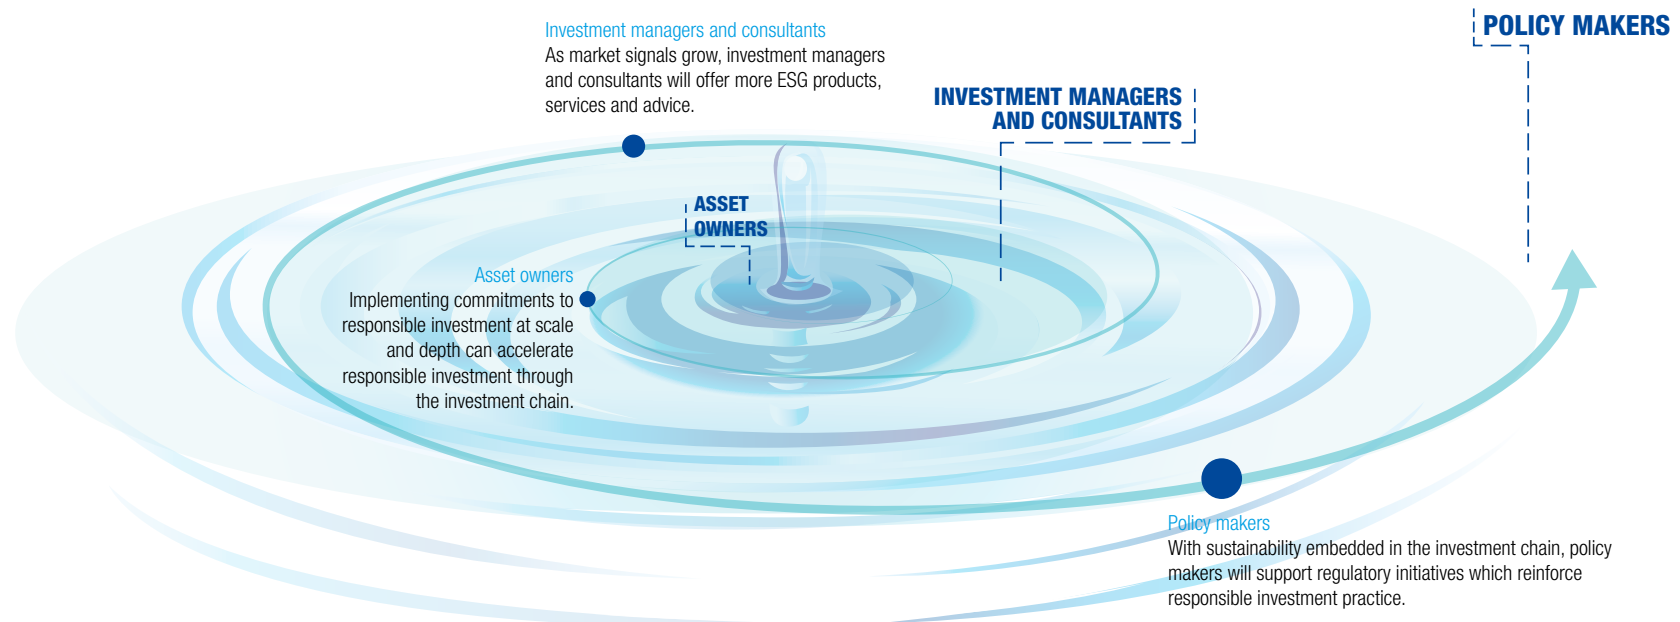 Investment managers and consultants
As market signals grow, investment managers
and consultants will offer more ESG products,
services and advice.
POLICY MAKERS
INVESTMENT MANAGERS
AND CONSULTANTS
ASSET
OWNERS
Asset owners
Implementing commitments to
responsible investment at scale
and depth can accelerate
responsible investment through
the investment chain.
Policy makers
With sustainability embedded in the investment chain, policy
makers will support regulatory initiatives which reinforce
responsible investment practice.